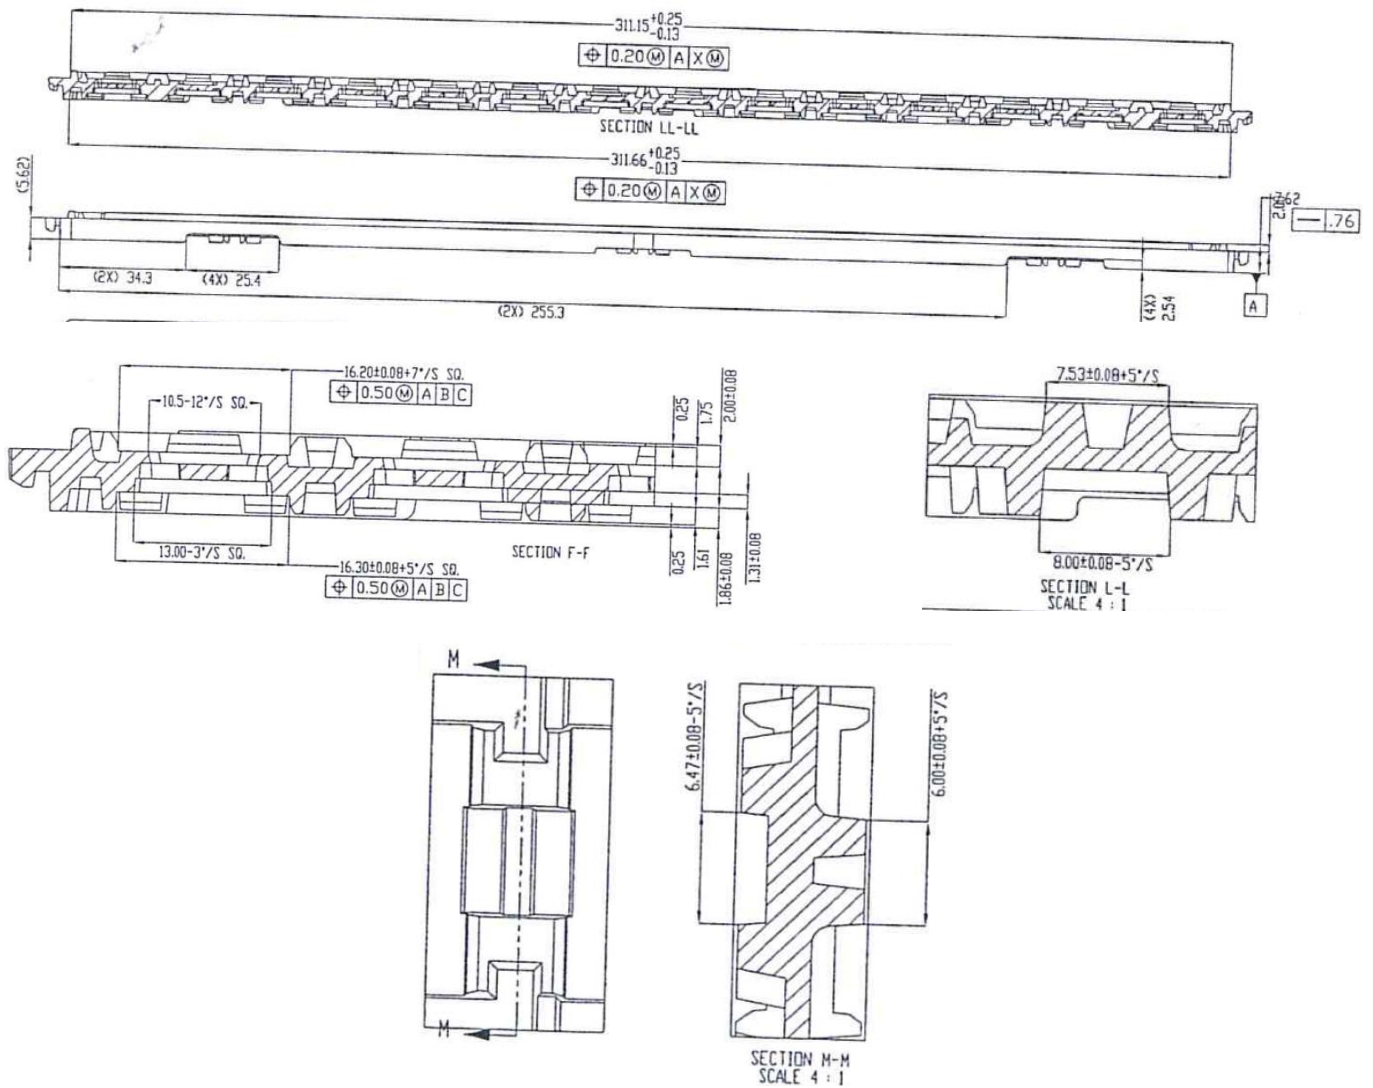 311.15 +0.25 -0.13
⌖ 0.20 Ⓜ A X Ⓜ
SECTION LL-LL
311.66 +0.25 -0.13
⌖ 0.20 Ⓜ A X Ⓜ
(5.62)
7.62
— .76
(2X) 34.3
(4X) 25.4
(2X) 255.3
(4X) 2.54
A
16.20±0.08+7°/S SQ.
⌖ 0.50 Ⓜ A B C
10.5-12°/S SQ.
0.25
1.75
2.00±0.08
13.00-3°/S SQ.
SECTION F-F
16.30±0.08+5°/S SQ.
⌖ 0.50 Ⓜ A B C
0.25
1.61
1.86±0.08
1.31±0.08
7.53±0.08+5°/S
8.00±0.08-5°/S
SECTION L-L
SCALE 4 : 1
M
M
6.47±0.08-5°/S
6.00±0.08+5°/S
SECTION M-M
SCALE 4 : 1